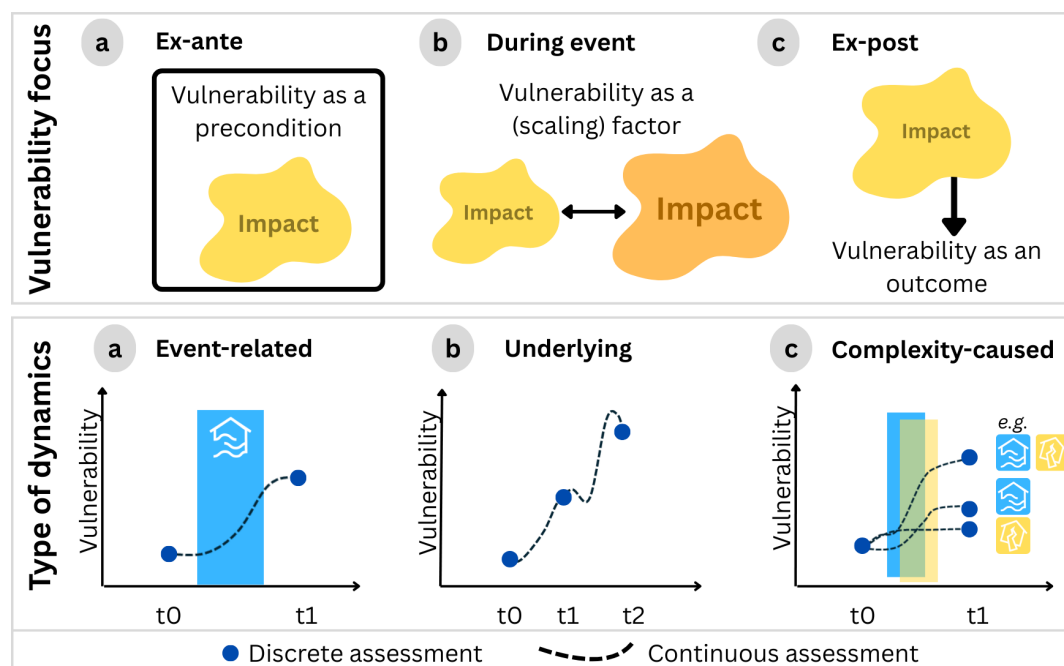 Vulnerability focus
a
Ex-ante
b
During event
c
Ex-post
Vulnerability as a
precondition
Impact
Vulnerability as a
(scaling) factor
Impact
Impact
Impact
Vulnerability as an
outcome
Type of dynamics
a
Event-related
b
Underlying
c
Complexity-caused
Vulnerability
t0
t1
Vulnerability
t0
t1
t2
Vulnerability
e.g.
t0
t1
Discrete assessment
Continuous assessment